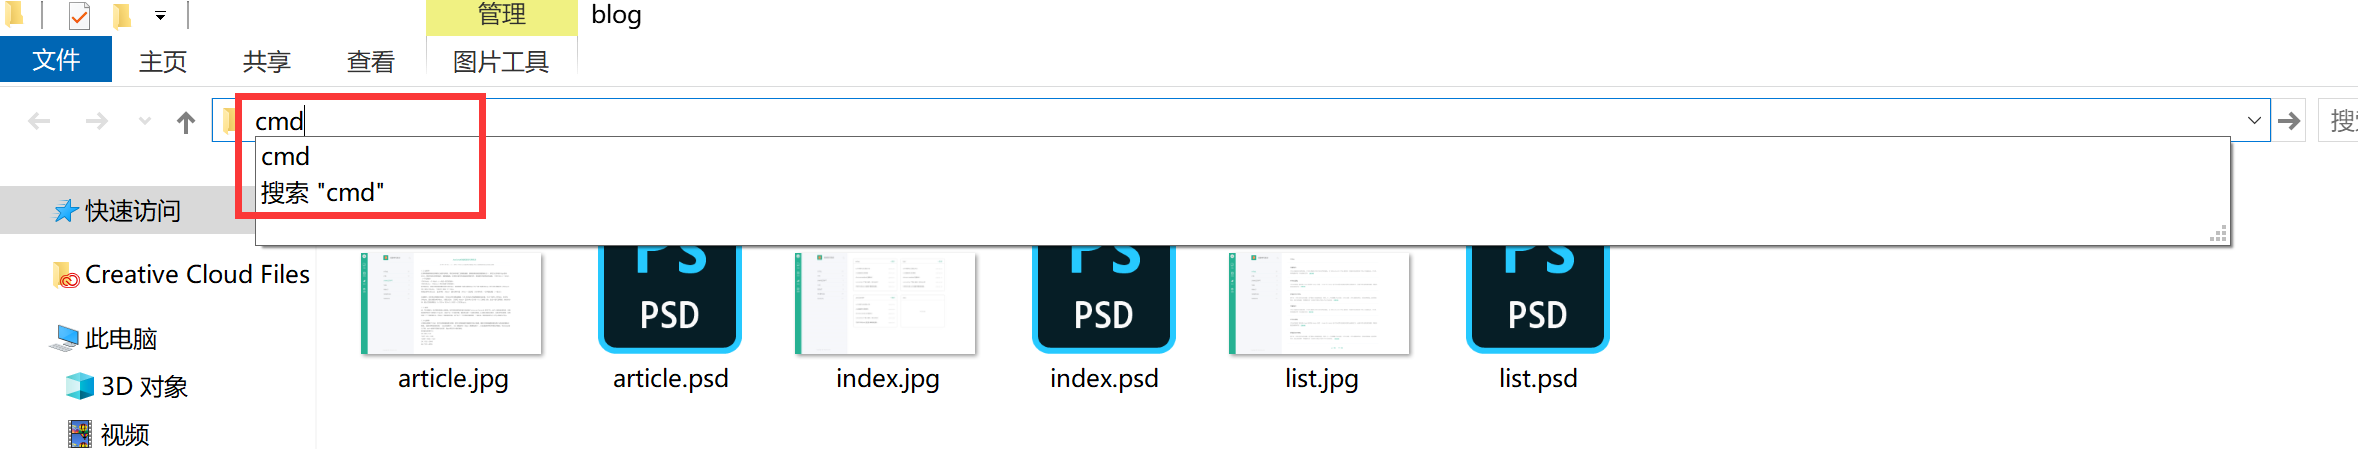 管理
blog
文件
主页
共享
查看
图片工具
cmd
cmd
搜索 "cmd"
快速访问
Creative Cloud Files
此电脑
3D 对象
视频
PSD
PSD
PSD
article.jpg
article.psd
index.jpg
index.psd
list.jpg
list.psd